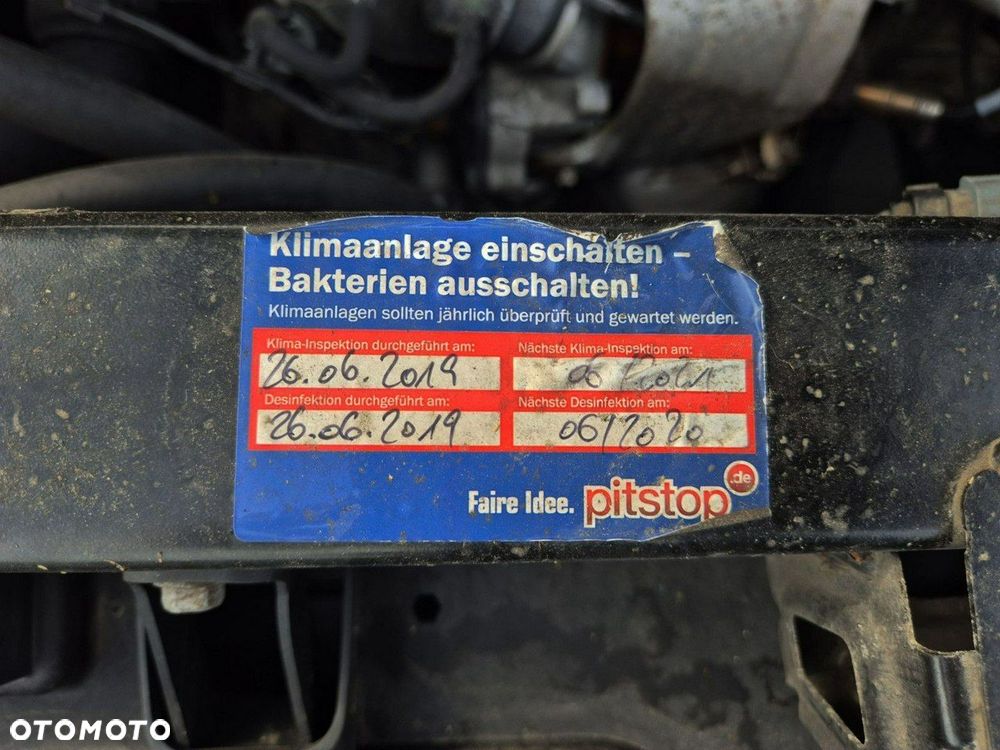 Klimaanlage einschalten –
Bakterien ausschalten!
Klimaanlagen sollten jährlich überprüft und gewartet werden.
Klima-Inspektion durchgeführt am: Nächste Klima-Inspektion am:
26.06.2019 06
Desinfektion durchgeführt am: Nächste Desinfektion am:
26.06.2019 06/2020
Faire Idee. pitstop.de
OTOMOTO